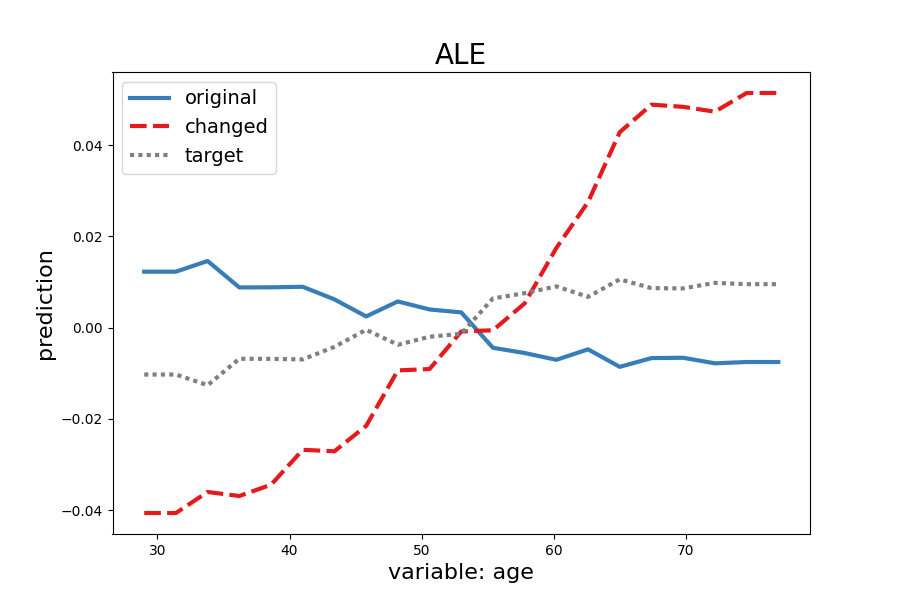 ALE
original
changed
target
prediction
0.04
0.02
0.00
−0.02
−0.04
30 40 50 60 70
variable: age